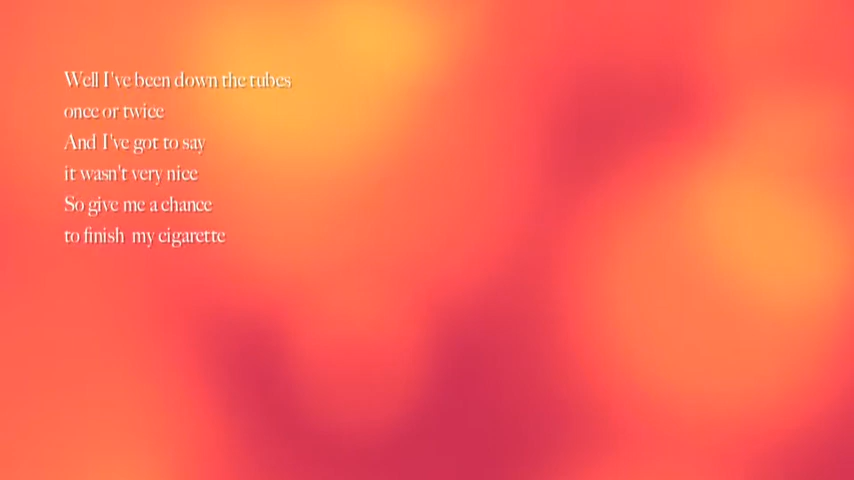 Well I've been down the tubes
once or twice
And I've got to say
it wasn't very nice
So give me a chance
to finish my cigarette